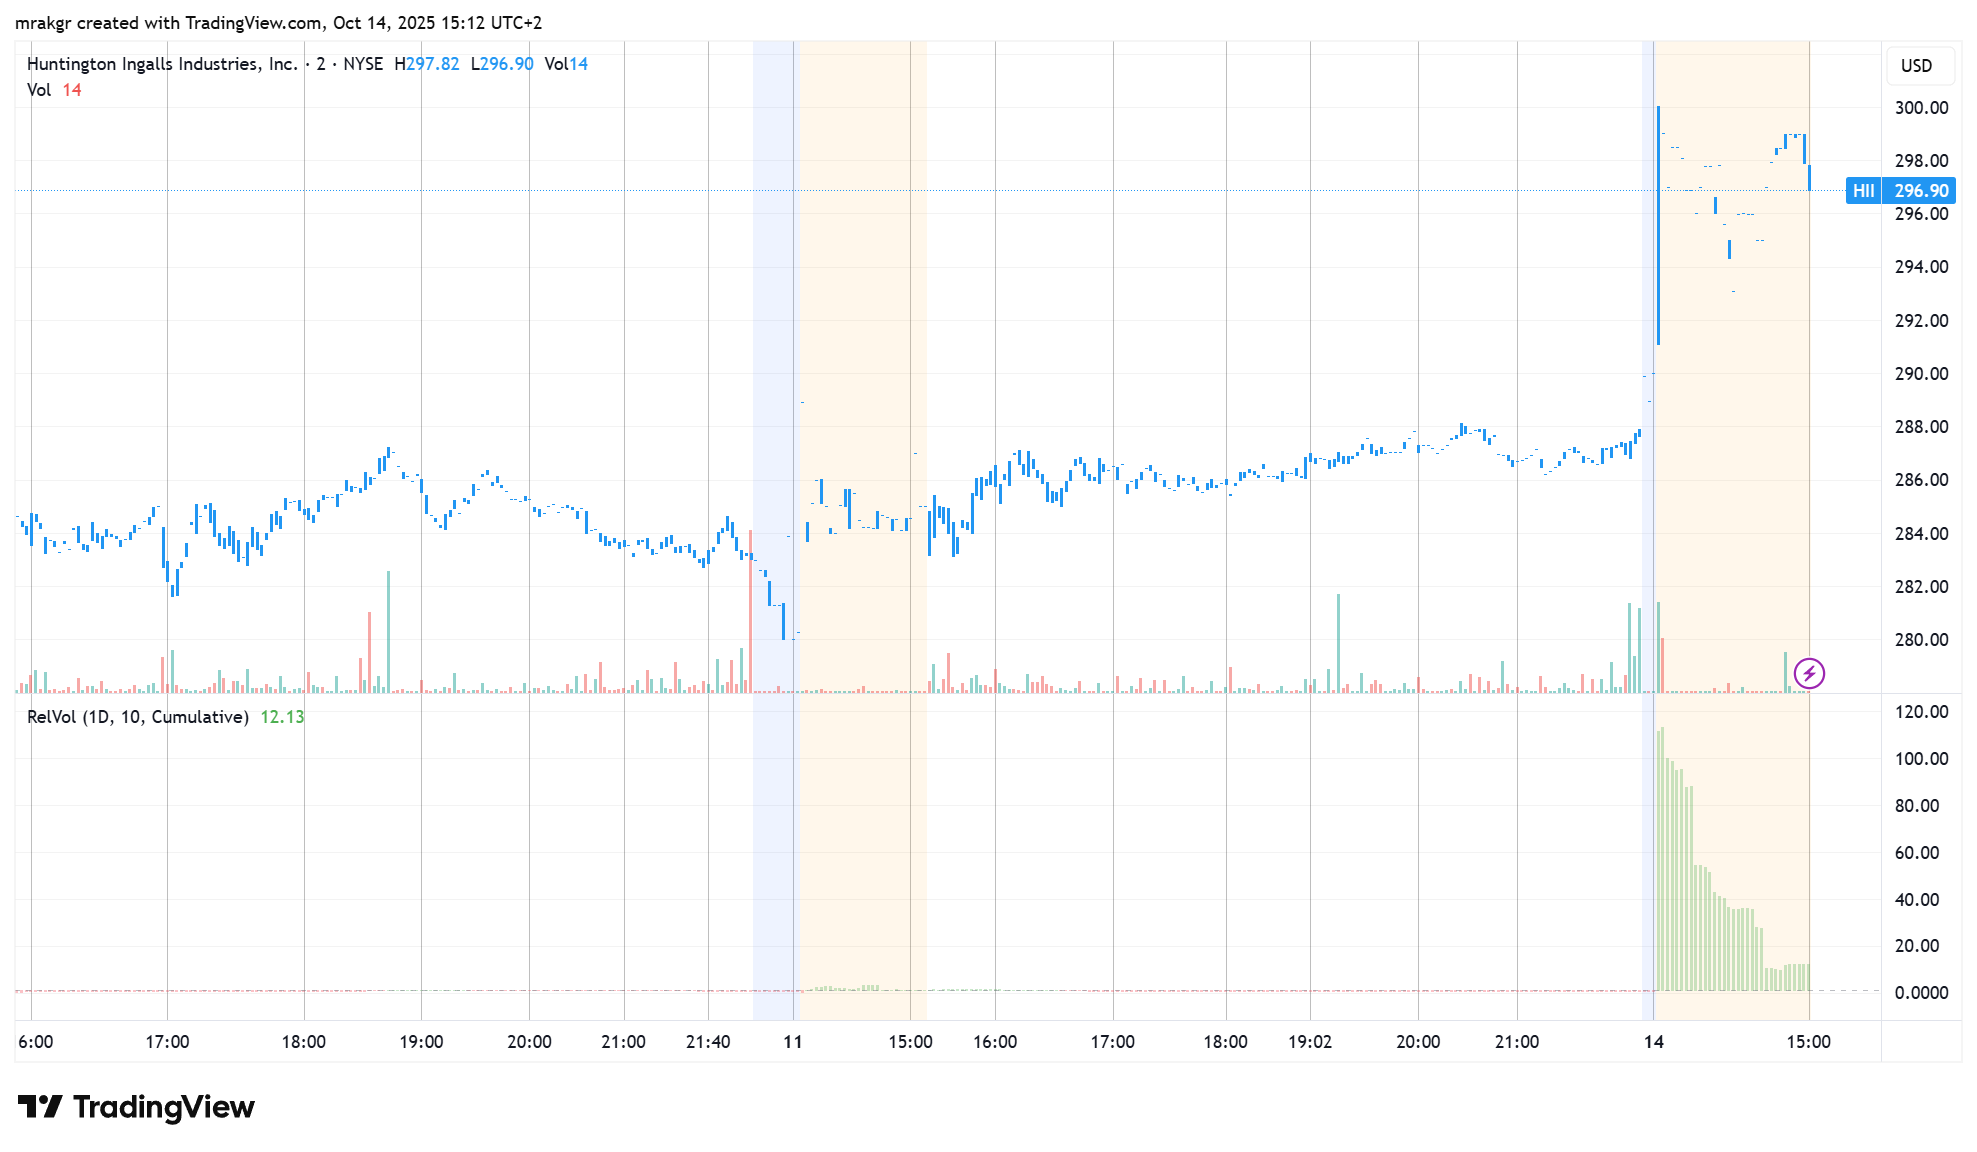 mrakgr created with TradingView.com, Oct 14, 2025 15:12 UTC+2
Huntington Ingalls Industries, Inc. · 2 · NYSE H297.82 L296.90 Vol14
Vol 14
USD
300.00
298.00
HII 296.90
296.00
294.00
292.00
290.00
288.00
286.00
284.00
282.00
280.00
RelVol (1D, 10, Cumulative) 12.13
120.00
100.00
80.00
60.00
40.00
20.00
0.0000
6:00 17:00 18:00 19:00 20:00 21:00 21:40 11 15:00 16:00 17:00 18:00 19:02 20:00 21:00 14 15:00
TradingView